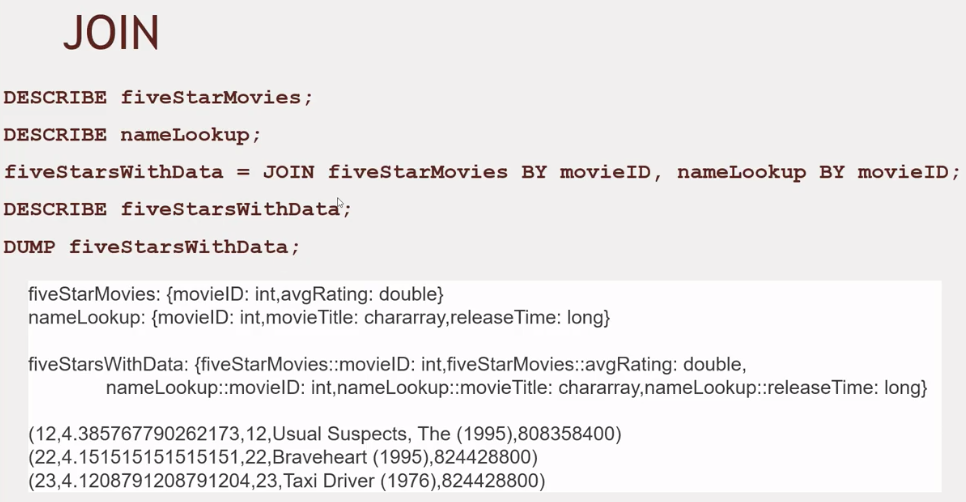 JOIN
DESCRIBE fiveStarMovies;
DESCRIBE nameLookup;
fiveStarsWithData = JOIN fiveStarMovies BY movieID, nameLookup BY movieID;
DESCRIBE fiveStarsWithData;
DUMP fiveStarsWithData;
fiveStarMovies: {movieID: int,avgRating: double}
nameLookup: {movieID: int,movieTitle: chararray,releaseTime: long}
fiveStarsWithData: {fiveStarMovies::movieID: int,fiveStarMovies::avgRating: double,
nameLookup::movieID: int,nameLookup::movieTitle: chararray,nameLookup::releaseTime: long}
(12,4.385767790262173,12,Usual Suspects, The (1995),808358400)
(22,4.151515151515151,22,Braveheart (1995),824428800)
(23,4.1208791208791204,23,Taxi Driver (1976),824428800)